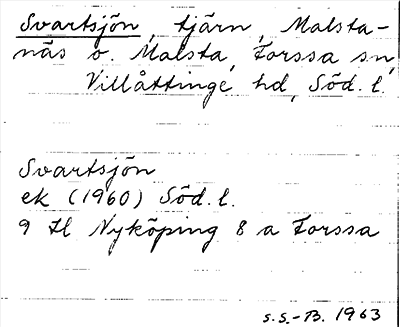 Svartsjön, tjärn, Malsta-
näs o. Malsta, Forssa sn,
Villåttinge hd, Söd. l.
Svartsjön
ek (1960) Söd. l.
9 H Nyköping 8 a Forssa
S.S.-B. 1963